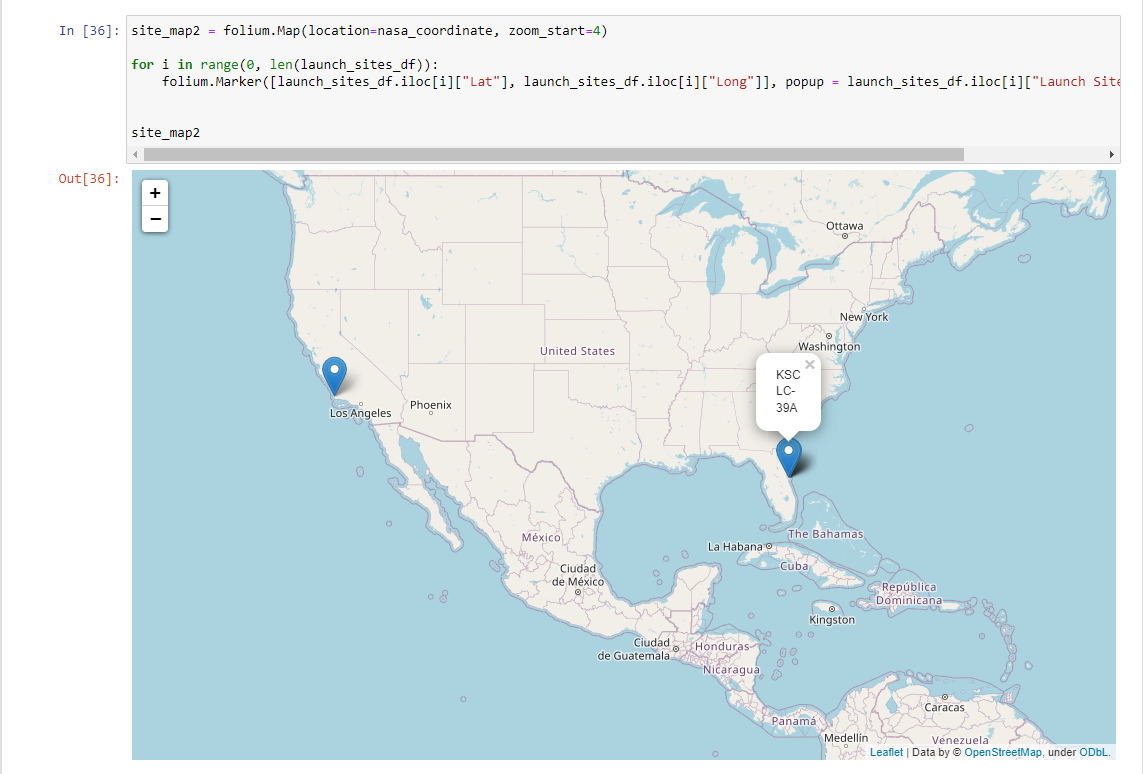 In [36]:
site_map2 = folium.Map(location=nasa_coordinate, zoom_start=4)
for i in range(0, len(launch_sites_df)):
    folium.Marker([launch_sites_df.iloc[i]["Lat"], launch_sites_df.iloc[i]["Long"]], popup = launch_sites_df.iloc[i]["Launch Site
site_map2
Out[36]:
+
−
Ottawa
New York
Washington
United States
×
KSC
LC-
39A
Phoenix
Los Angeles
The Bahamas
México
La Habana
Cuba
Ciudad
de México
República
Dominicana
Kingston
Ciudad
de Guatemala
Honduras
Nicaragua
Caracas
Panamá
Medellín
Venezuela
Leaflet | Data by © OpenStreetMap, under ODbL.